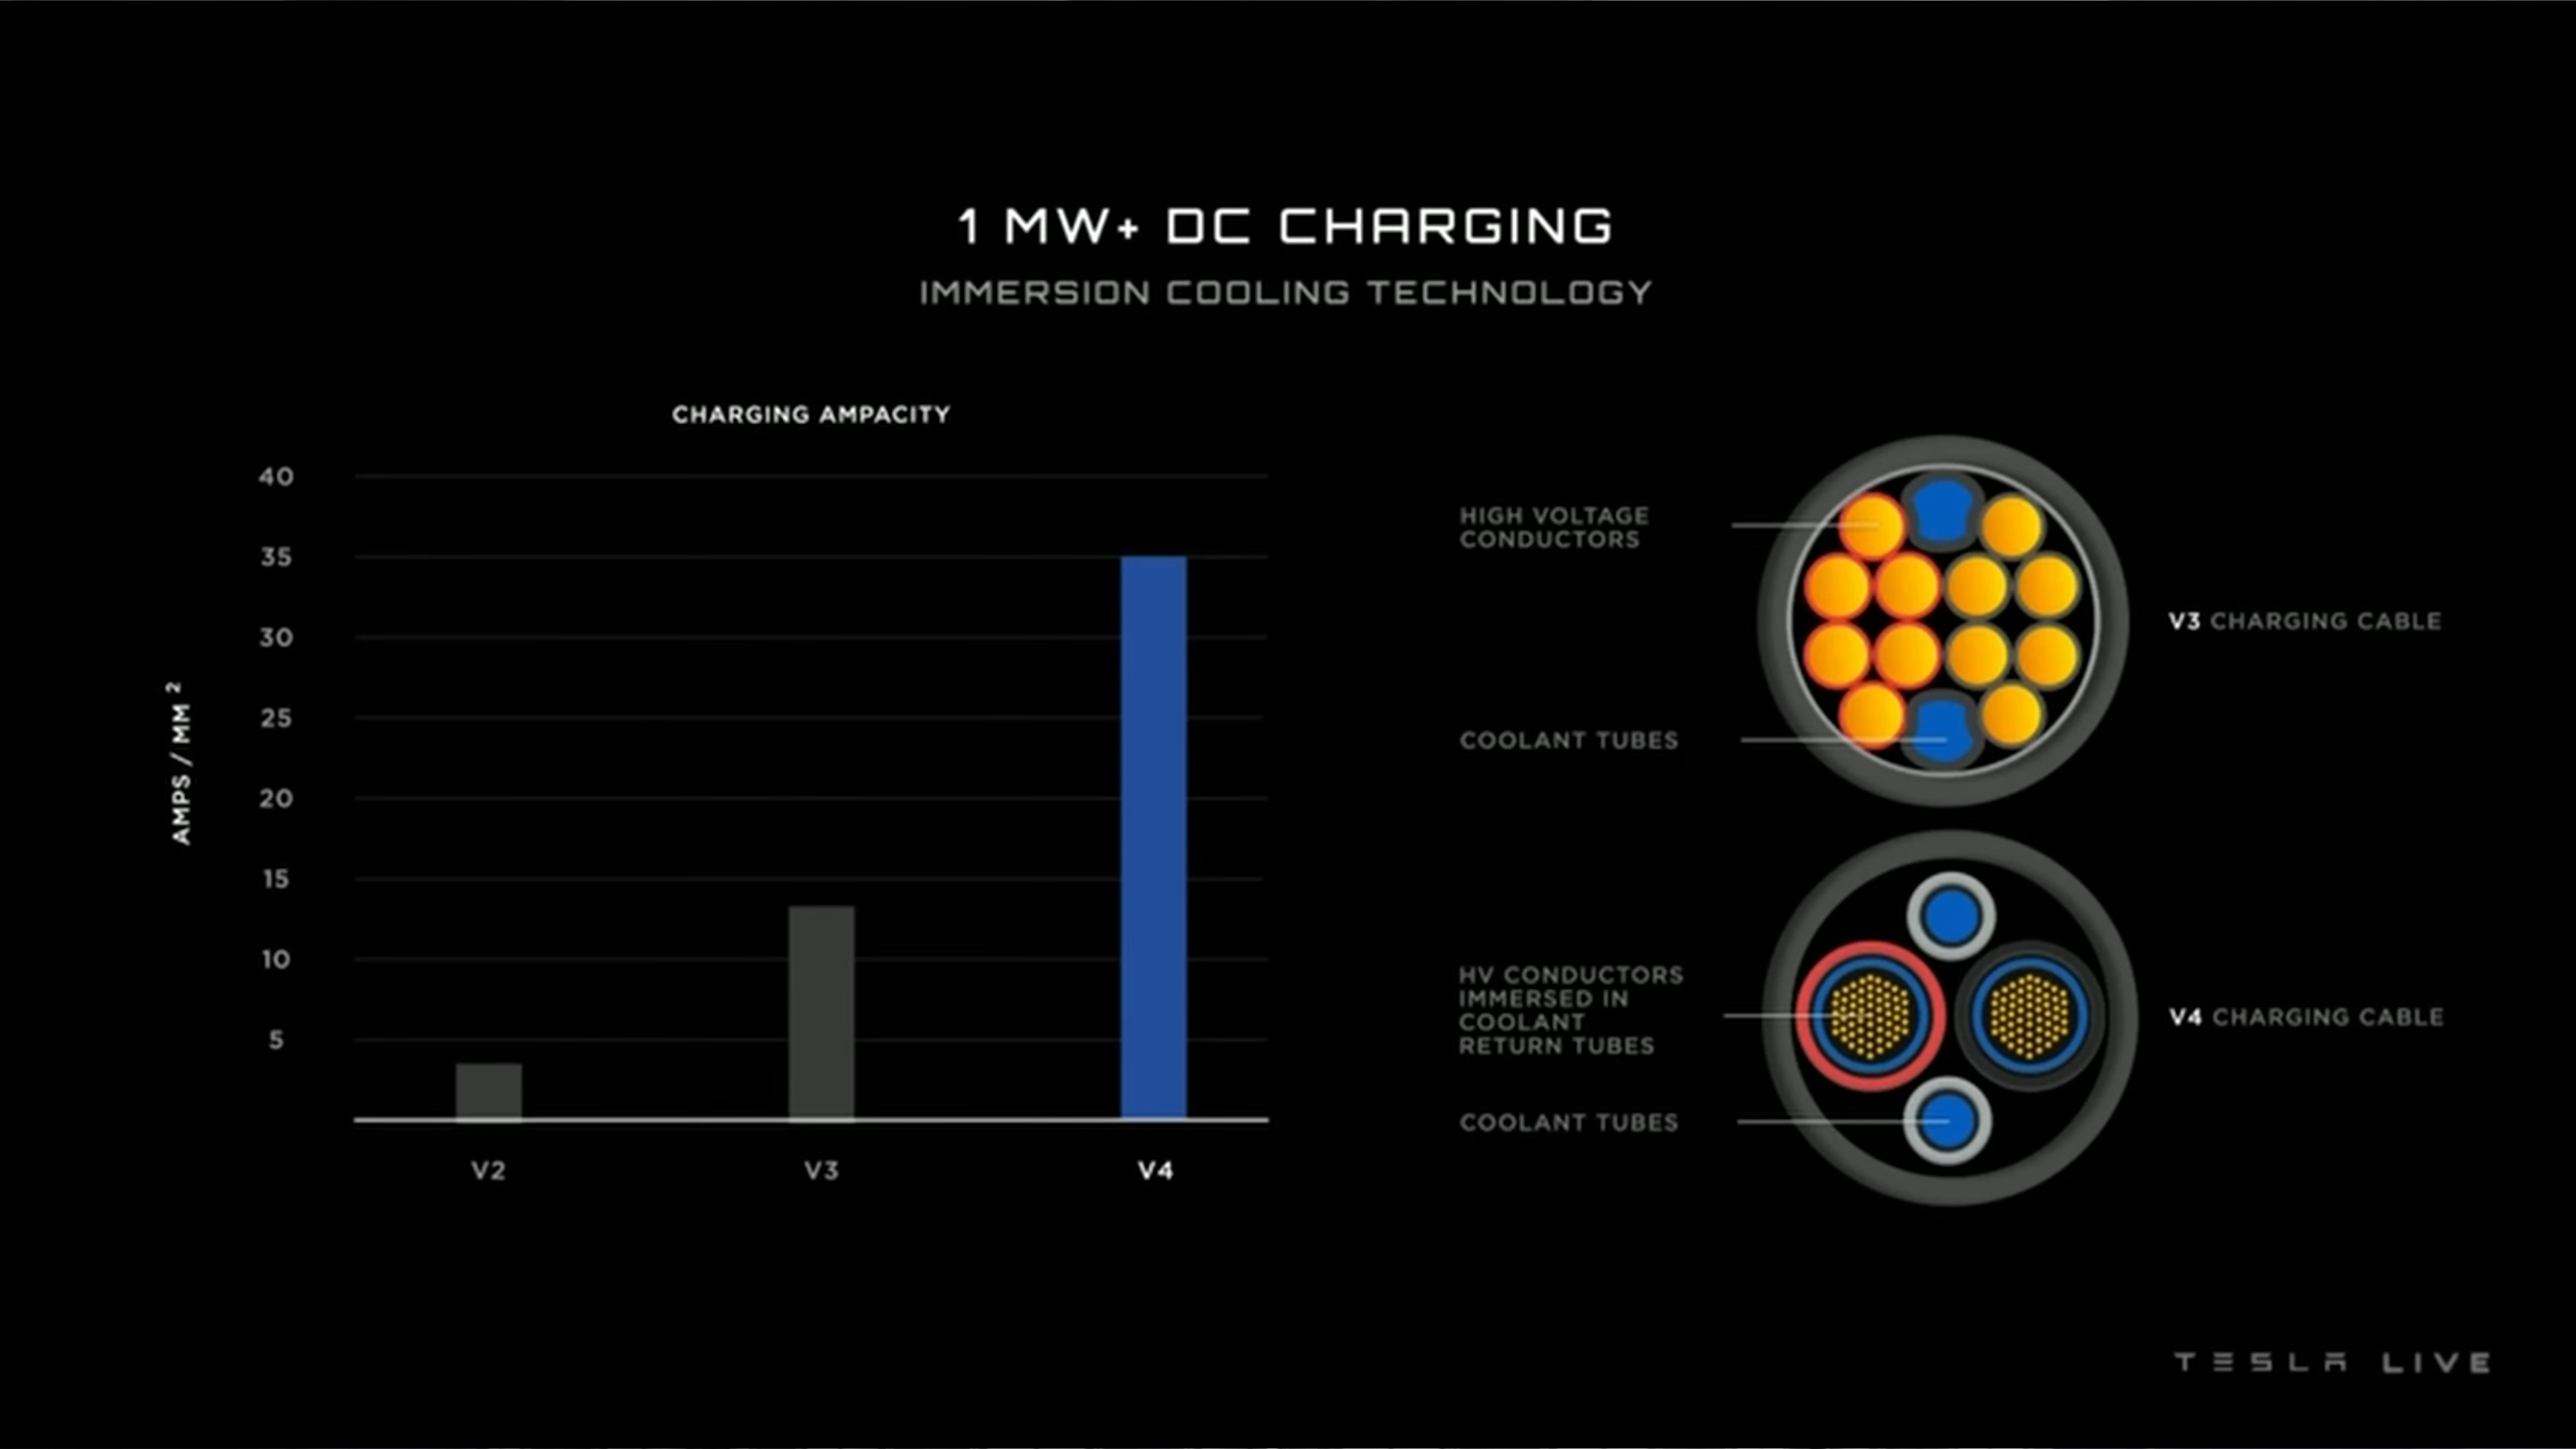 1 MW+ DC CHARGING
IMMERSION COOLING TECHNOLOGY
CHARGING AMPACITY
AMPS / MM ²
40
35
30
25
20
15
10
5
V2
V3
V4
HIGH VOLTAGE
CONDUCTORS
COOLANT TUBES
V3 CHARGING CABLE
HV CONDUCTORS
IMMERSED IN
COOLANT
RETURN TUBES
COOLANT TUBES
V4 CHARGING CABLE
TESLA LIVE